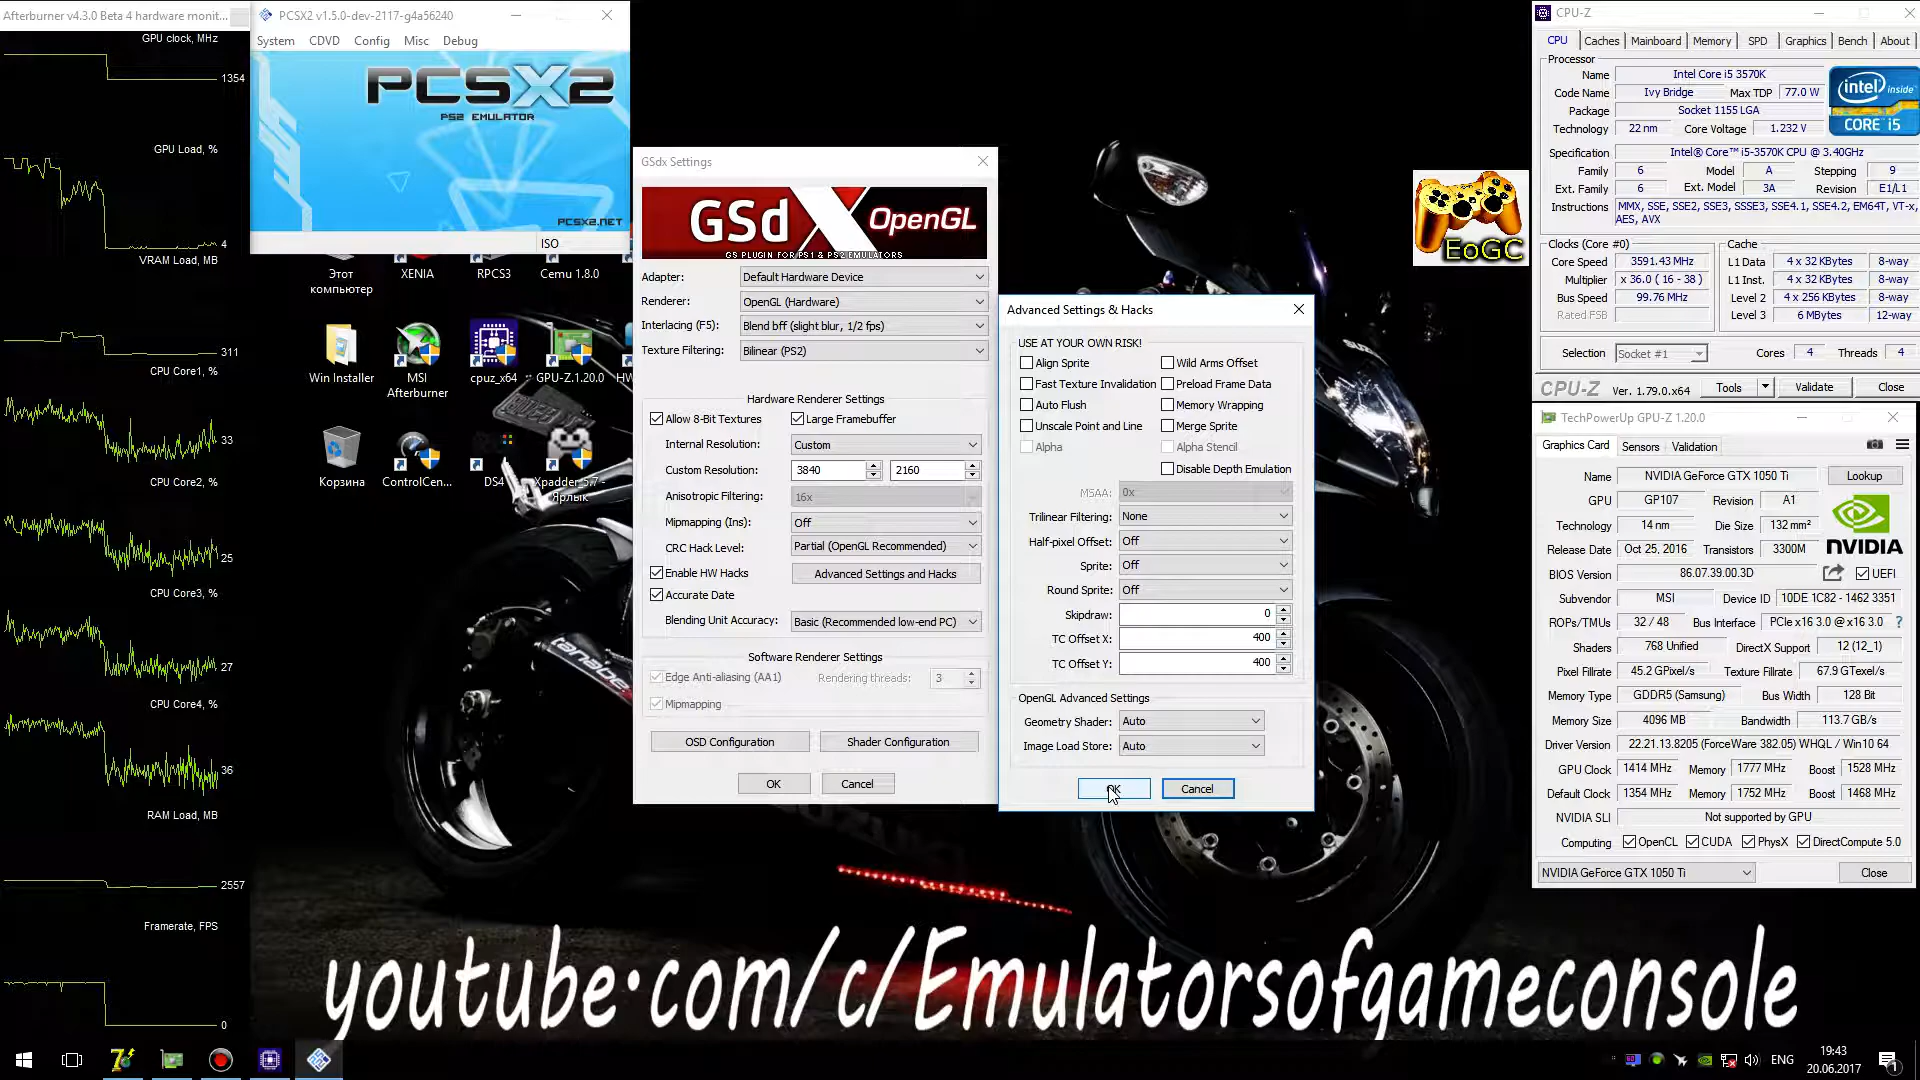 Afterburner v4.3.0 Beta 4 hardware monit...
GPU clock, MHz
1354
GPU Load, %
4
VRAM Load, MB
311
CPU Core1, %
33
CPU Core2, %
25
CPU Core3, %
27
CPU Core4, %
36
RAM Load, MB
2557
Framerate, FPS
0
PCSX2 v1.5.0-dev-2117-g4a56240
System CDVD Config Misc Debug
PCSX2
PS2 EMULATOR
PCSX2.NET
ISO
Этот компьютер
XENIA
RPCS3
Cemu 1.8.0
Win Installer
MSI Afterburner
cpuz_x64
GPU-Z.1.20.0
HW
Корзина
ControlCen...
DS4
Xpadder_5.7 - Ярлык
GSdx Settings
GSdX OpenGL
GS PLUGIN FOR PS1 & PS2 EMULATORS
Adapter: Default Hardware Device
Renderer: OpenGL (Hardware)
Interlacing (F5): Blend bff (slight blur, 1/2 fps)
Texture Filtering: Bilinear (PS2)
Hardware Renderer Settings
Allow 8-Bit Textures Large Framebuffer
Internal Resolution: Custom
Custom Resolution: 3840 2160
Anisotropic Filtering: 16x
Mipmapping (Ins): Off
CRC Hack Level: Partial (OpenGL Recommended)
Enable HW Hacks Advanced Settings and Hacks
Accurate Date
Blending Unit Accuracy: Basic (Recommended low-end PC)
Software Renderer Settings
Edge Anti-aliasing (AA1) Rendering threads: 3
Mipmapping
OSD Configuration Shader Configuration
OK Cancel
Advanced Settings & Hacks
USE AT YOUR OWN RISK!
Align Sprite Wild Arms Offset
Fast Texture Invalidation Preload Frame Data
Auto Flush Memory Wrapping
Unscale Point and Line Merge Sprite
Alpha Alpha Stencil
Disable Depth Emulation
MSAA: 0x
Trilinear Filtering: None
Half-pixel Offset: Off
Sprite: Off
Round Sprite: Off
Skipdraw: 0
TC Offset X: 400
TC Offset Y: 400
OpenGL Advanced Settings
Geometry Shader: Auto
Image Load Store: Auto
OK Cancel
EoGC
CPU-Z
CPU Caches Mainboard Memory SPD Graphics Bench About
Processor
Name Intel Core i5 3570K
Code Name Ivy Bridge Max TDP 77.0 W
Package Socket 1155 LGA
Technology 22 nm Core Voltage 1.232 V
intel inside CORE i5
Specification Intel® Core™ i5-3570K CPU @ 3.40GHz
Family 6 Model A Stepping 9
Ext. Family 6 Ext. Model 3A Revision E1/L1
Instructions MMX, SSE, SSE2, SSE3, SSSE3, SSE4.1, SSE4.2, EM64T, VT-x,
AES, AVX
Clocks (Core #0) Cache
Core Speed 3591.43 MHz L1 Data 4 x 32 KBytes 8-way
Multiplier x 36.0 ( 16 - 38 ) L1 Inst. 4 x 32 KBytes 8-way
Bus Speed 99.76 MHz Level 2 4 x 256 KBytes 8-way
Rated FSB Level 3 6 MBytes 12-way
Selection Socket #1 Cores 4 Threads 4
CPU-Z Ver. 1.79.0.x64 Tools Validate Close
TechPowerUp GPU-Z 1.20.0
Graphics Card Sensors Validation
Name NVIDIA GeForce GTX 1050 Ti Lookup
GPU GP107 Revision A1
Technology 14 nm Die Size 132 mm²
Release Date Oct 25, 2016 Transistors 3300M
NVIDIA
BIOS Version 86.07.39.00.3D UEFI
Subvendor MSI Device ID 10DE 1C82 - 1462 3351
ROPs/TMUs 32 / 48 Bus Interface PCIe x16 3.0 @ x16 3.0 ?
Shaders 768 Unified DirectX Support 12 (12_1)
Pixel Fillrate 45.2 GPixel/s Texture Fillrate 67.9 GTexel/s
Memory Type GDDR5 (Samsung) Bus Width 128 Bit
Memory Size 4096 MB Bandwidth 113.7 GB/s
Driver Version 22.21.13.8205 (ForceWare 382.05) WHQL / Win10 64
GPU Clock 1414 MHz Memory 1777 MHz Boost 1528 MHz
Default Clock 1354 MHz Memory 1752 MHz Boost 1468 MHz
NVIDIA SLI Not supported by GPU
Computing OpenCL CUDA PhysX DirectCompute 5.0
NVIDIA GeForce GTX 1050 Ti Close
youtube.com/c/Emulatorsofgameconsole
ENG
19:43
20.06.2017
1